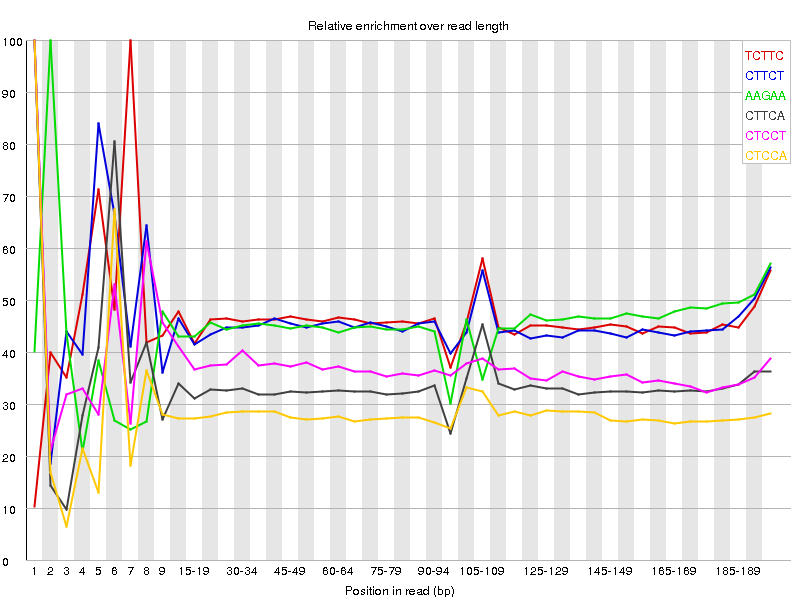 Relative enrichment over read length
100
90
80
70
60
50
40
30
20
10
0
TCTTC
CTTCT
AAGAA
CTTCA
CTCCT
CTCCA
1 2 3 4 5 6 7 8 9 15-19 30-34 45-49 60-64 75-79 90-94 105-109 125-129 145-149 165-169 185-189
Position in read (bp)